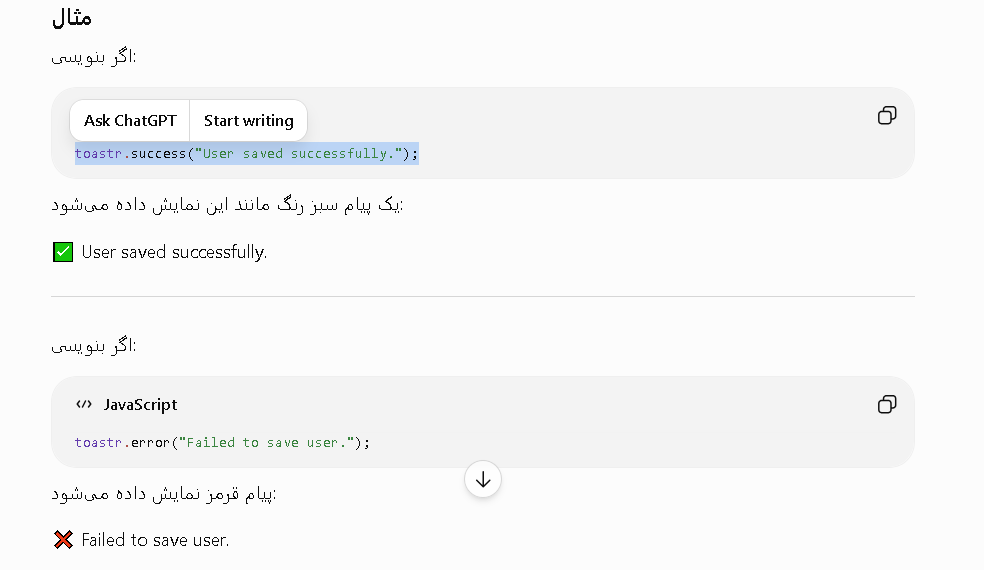 مثال
اگر بنویسی:
Ask ChatGPT
Start writing
toastr.success("User saved successfully.");
یک پیام سبز رنگ مانند این نمایش داده می‌شود:
✅ User saved successfully.
اگر بنویسی:
JavaScript
toastr.error("Failed to save user.");
پیام قرمز نمایش داده می‌شود:
❌ Failed to save user.